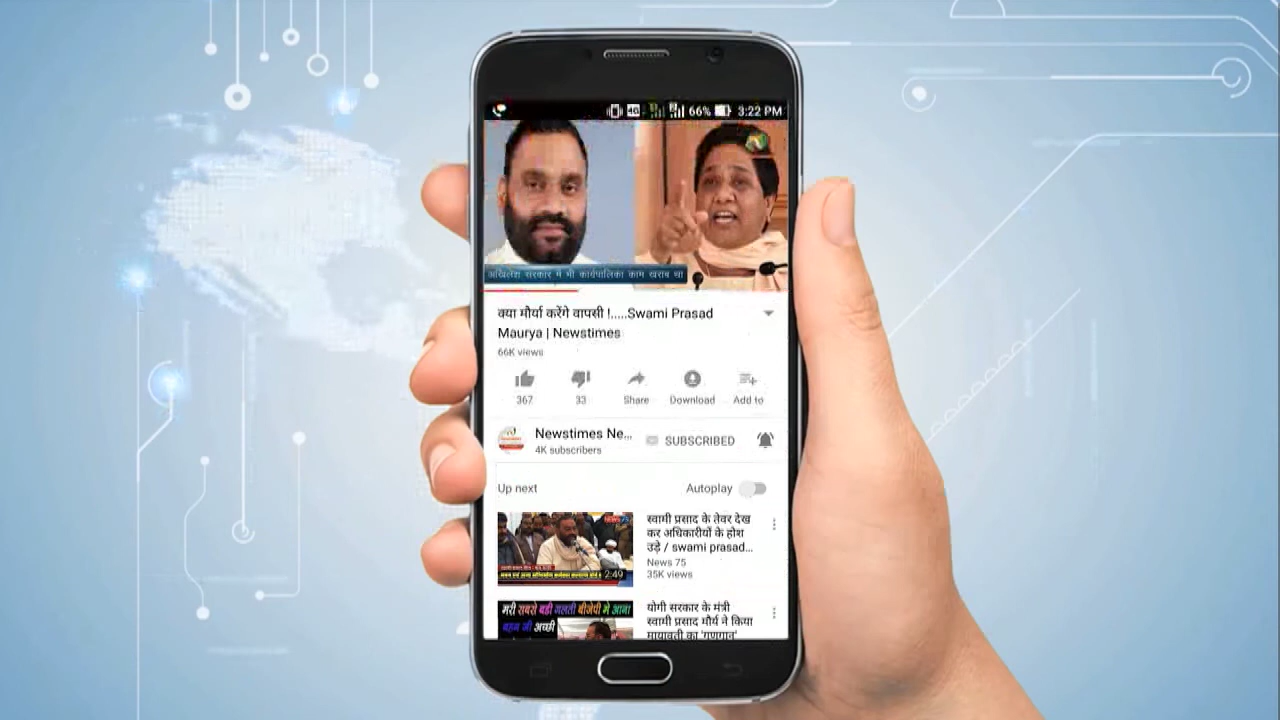 4G 66% 3:22 PM
अखिलेश सरकार में भी कार्यपालिका काम खराब था
क्या मौर्या करेंगे वापसी !.....Swami Prasad
Maurya | Newstimes
66K views
367 33 Share Download Add to
Newstimes Ne...
4K subscribers
SUBSCRIBED
Up next Autoplay
स्वामी प्रसाद के तेवर देख
कर अधिकारीयों के होश
उड़े / swami prasad...
News 75
35K views
NEWS75
2:49
मेरी सबसे बड़ी गलती बीजेपी मे आना
बहन जी अच्छी
योगी सरकार के मंत्री
स्वामी प्रसाद मौर्य ने किया
मायावती का 'गुणगान'